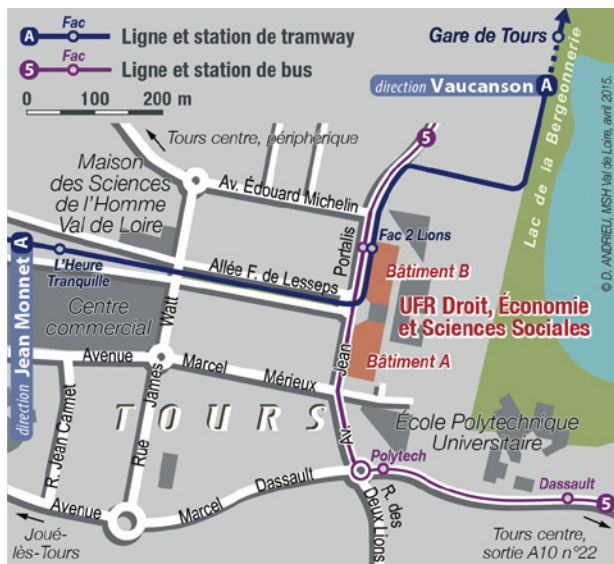 A Fac Ligne et station de tramway
5 Fac Ligne et station de bus
0 100 200 m
Gare de Tours
direction Vaucanson A
Lac de la Bergeonnerie
© D. ANDRIEU, MSH Val de Loire, avril 2015.
Tours centre, périphérique
5
Maison
des Sciences
de l'Homme
Val de Loire
Av. Édouard Michelin
Portalis
Fac 2 Lions
A
L'Heure
Tranquille
Allée F. de Lesseps
Bâtiment B
UFR Droit, Économie
et Sciences Sociales
Bâtiment A
direction Jean Monnet
Centre
commercial
Watt
James
Rue
Avenue Marcel Mérieux
Jean
Av.
R. Jean Carmet
TOURS
École Polytechnique
Universitaire
Polytech
Dassault
5
Avenue Marcel Dassault
R. des
Deux Lions
Joué-
lès-Tours
Tours centre,
sortie A10 n°22